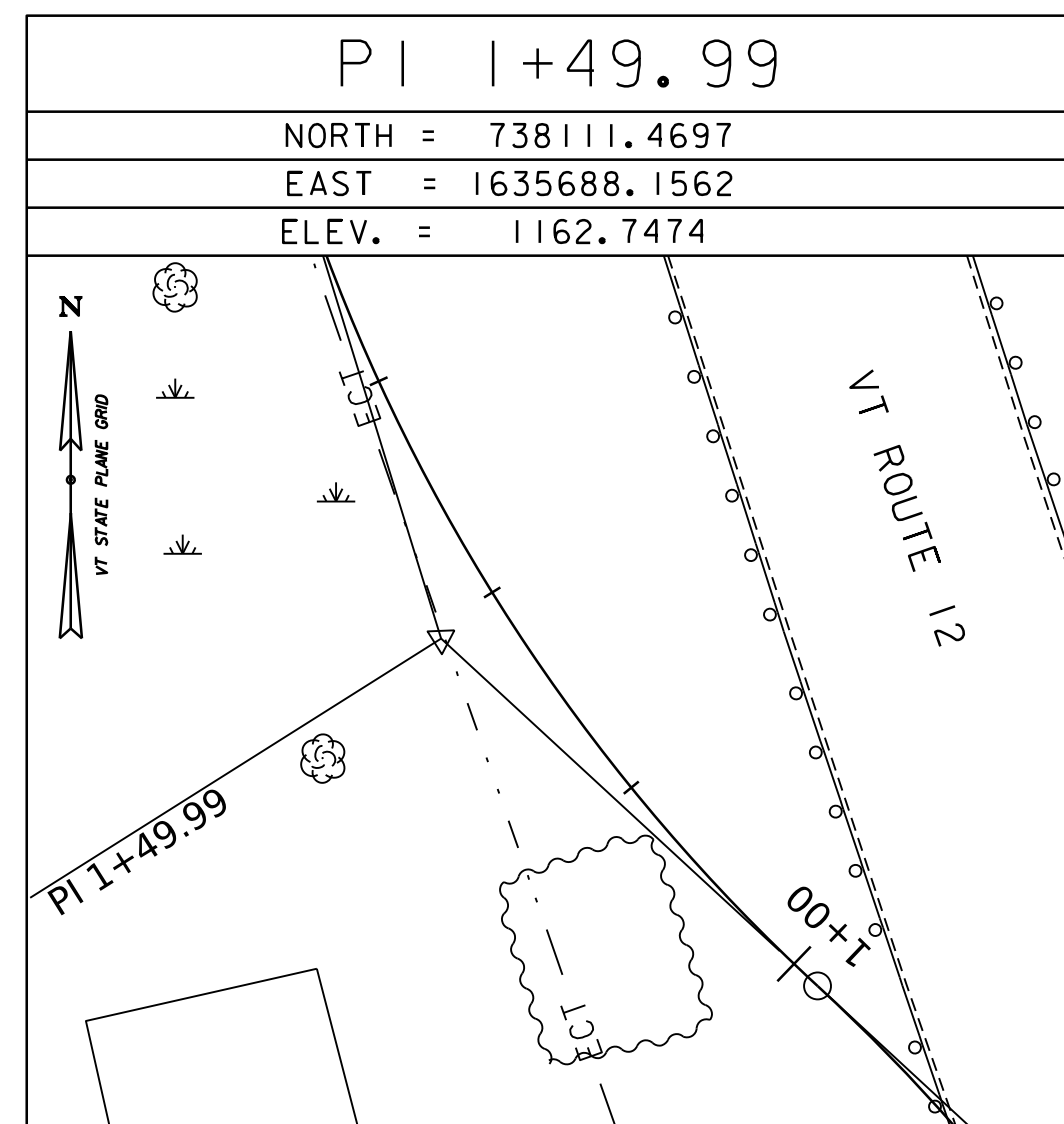 PI 1+49.99
NORTH = 738111.4697
EAST = 1635688.1562
ELEV. = 1162.7474
N
VT STATE PLANE GRID
ECT
VT ROUTE 12
PI 1+49.99
1+00
ECT